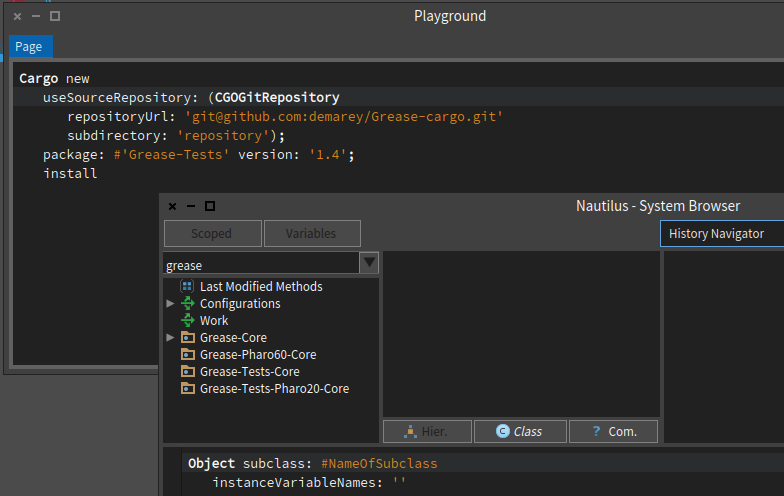 Playground
Page
Cargo new
useSourceRepository: (CGOGitRepository
repositoryUrl: 'git@github.com:demarey/Grease-cargo.git'
subdirectory: 'repository');
package: #'Grease-Tests' version: '1.4';
install
Nautilus - System Browser
Scoped
Variables
History Navigator
grease
Last Modified Methods
Configurations
Work
Grease-Core
Grease-Pharo60-Core
Grease-Tests-Core
Grease-Tests-Pharo20-Core
Hier.
C Class
? Com.
Object subclass: #NameOfSubclass
instanceVariableNames: ''